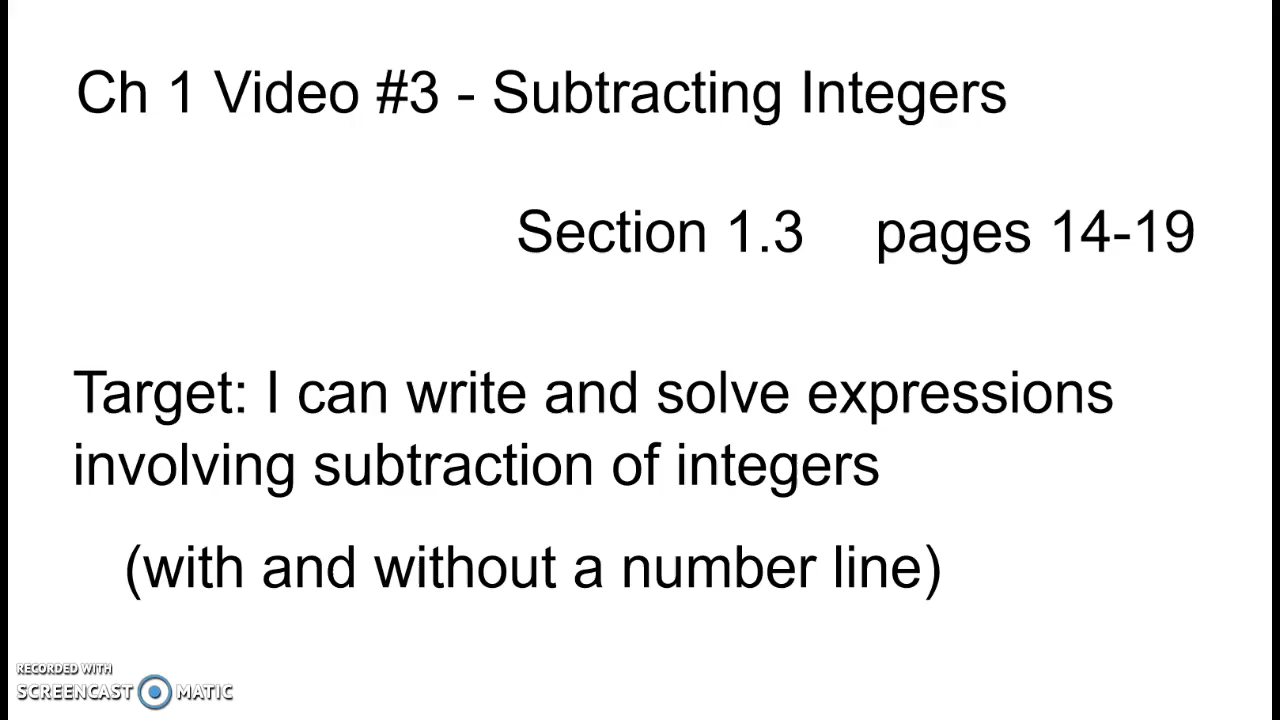 Ch 1 Video #3 - Subtracting Integers
Section 1.3 pages 14-19
Target: I can write and solve expressions
involving subtraction of integers
(with and without a number line)
RECORDED WITH
SCREENCAST MATIC